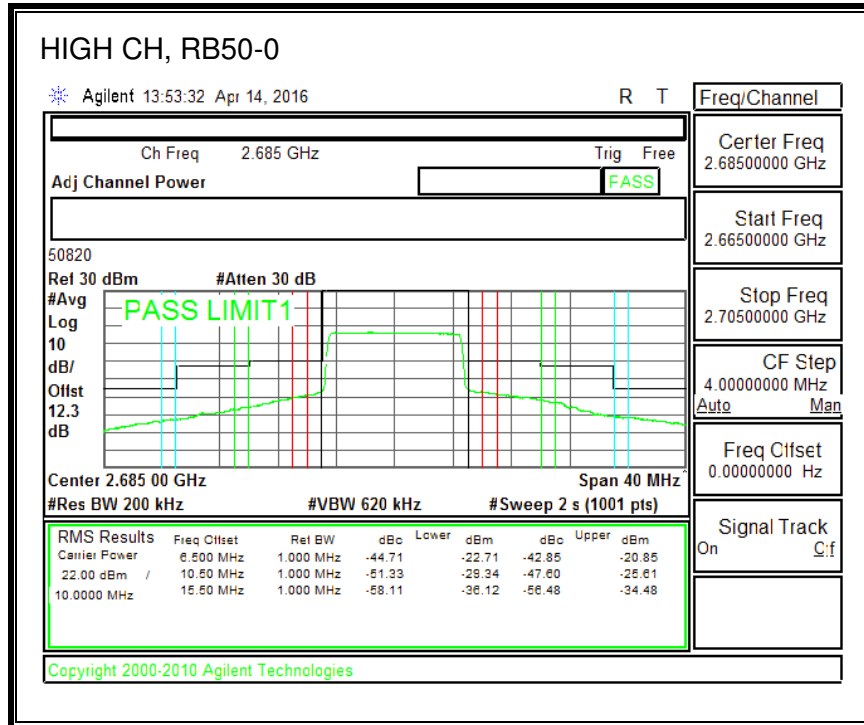 HIGH CH, RB50-0
Agilent 13:53:32 Apr 14, 2016 R T
Freq/Channel
Ch Freq 2.685 GHz Trig Free
Adj Channel Power PASS
50820
Ref 30 dBm #Atten 30 dB
#Avg
Log
10
dB/
Offst
12.3
dB
PASS LIMIT1
Center 2.685 00 GHz Span 40 MHz
#Res BW 200 kHz #VBW 620 kHz #Sweep 2 s (1001 pts)
RMS Results Freq Offset Ref BW dBc Lower dBm dBc Upper dBm
Carrier Power 6.500 MHz 1.000 MHz -44.71 -22.71 -42.85 -20.85
22.00 dBm / 10.50 MHz 1.000 MHz -51.33 -29.34 -47.60 -25.61
10.0000 MHz 15.50 MHz 1.000 MHz -58.11 -36.12 -56.48 -34.48
Center Freq
2.68500000 GHz
Start Freq
2.66500000 GHz
Stop Freq
2.70500000 GHz
CF Step
4.00000000 MHz
Auto Man
Freq Offset
0.00000000 Hz
Signal Track
On Off
Copyright 2000-2010 Agilent Technologies